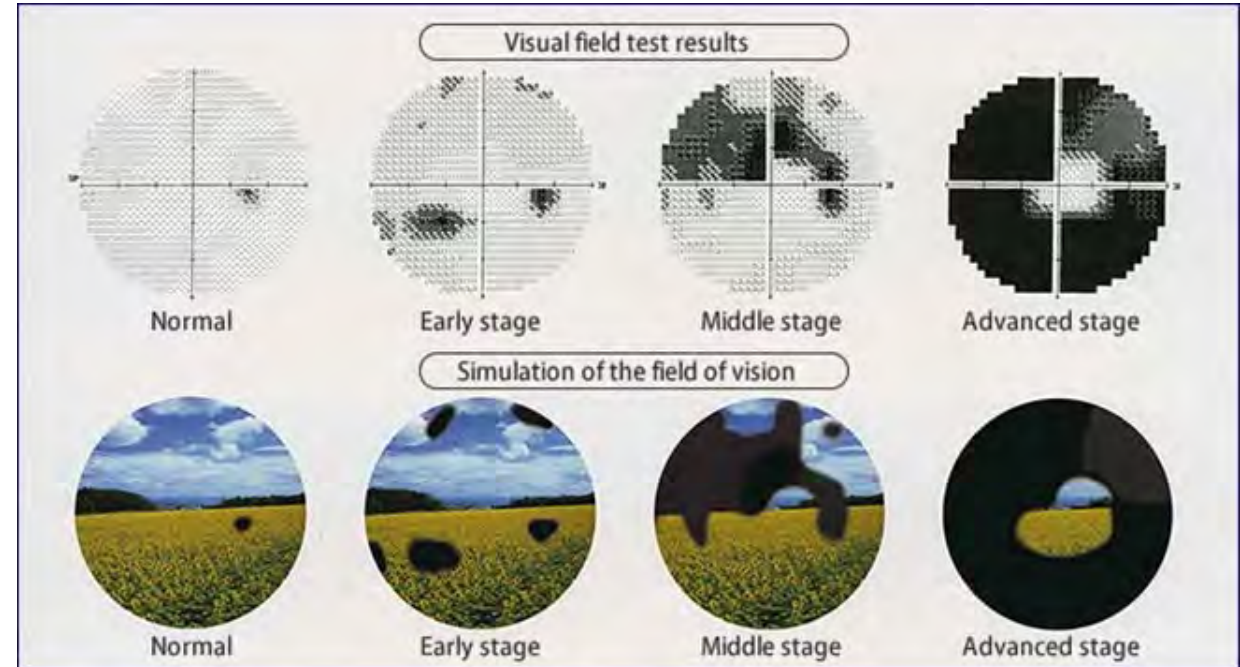 Visual field test results
Normal
Early stage
Middle stage
Advanced stage
Simulation of the field of vision
Normal
Early stage
Middle stage
Advanced stage